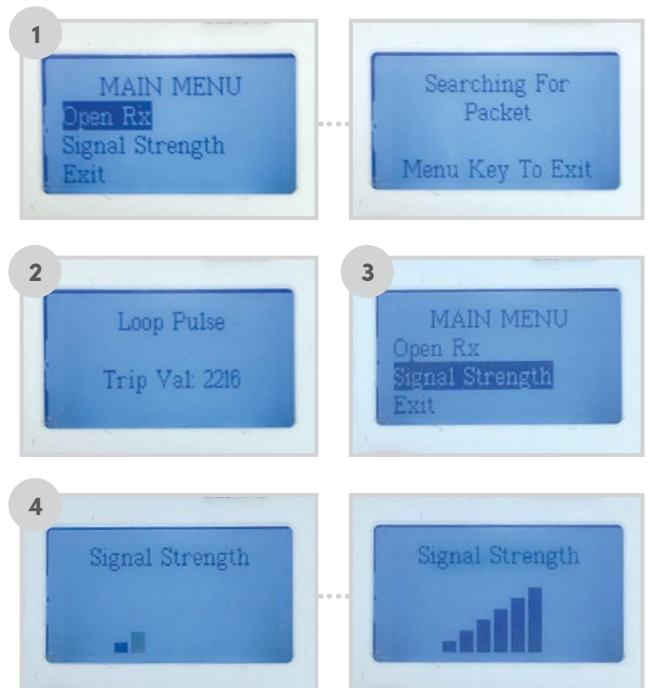 1
MAIN MENU
Open Rx
Signal Strength
Exit
Searching For
Packet
Menu Key To Exit
2
Loop Pulse
Trip Val: 2216
3
MAIN MENU
Open Rx
Signal Strength
Exit
4
Signal Strength
Signal Strength